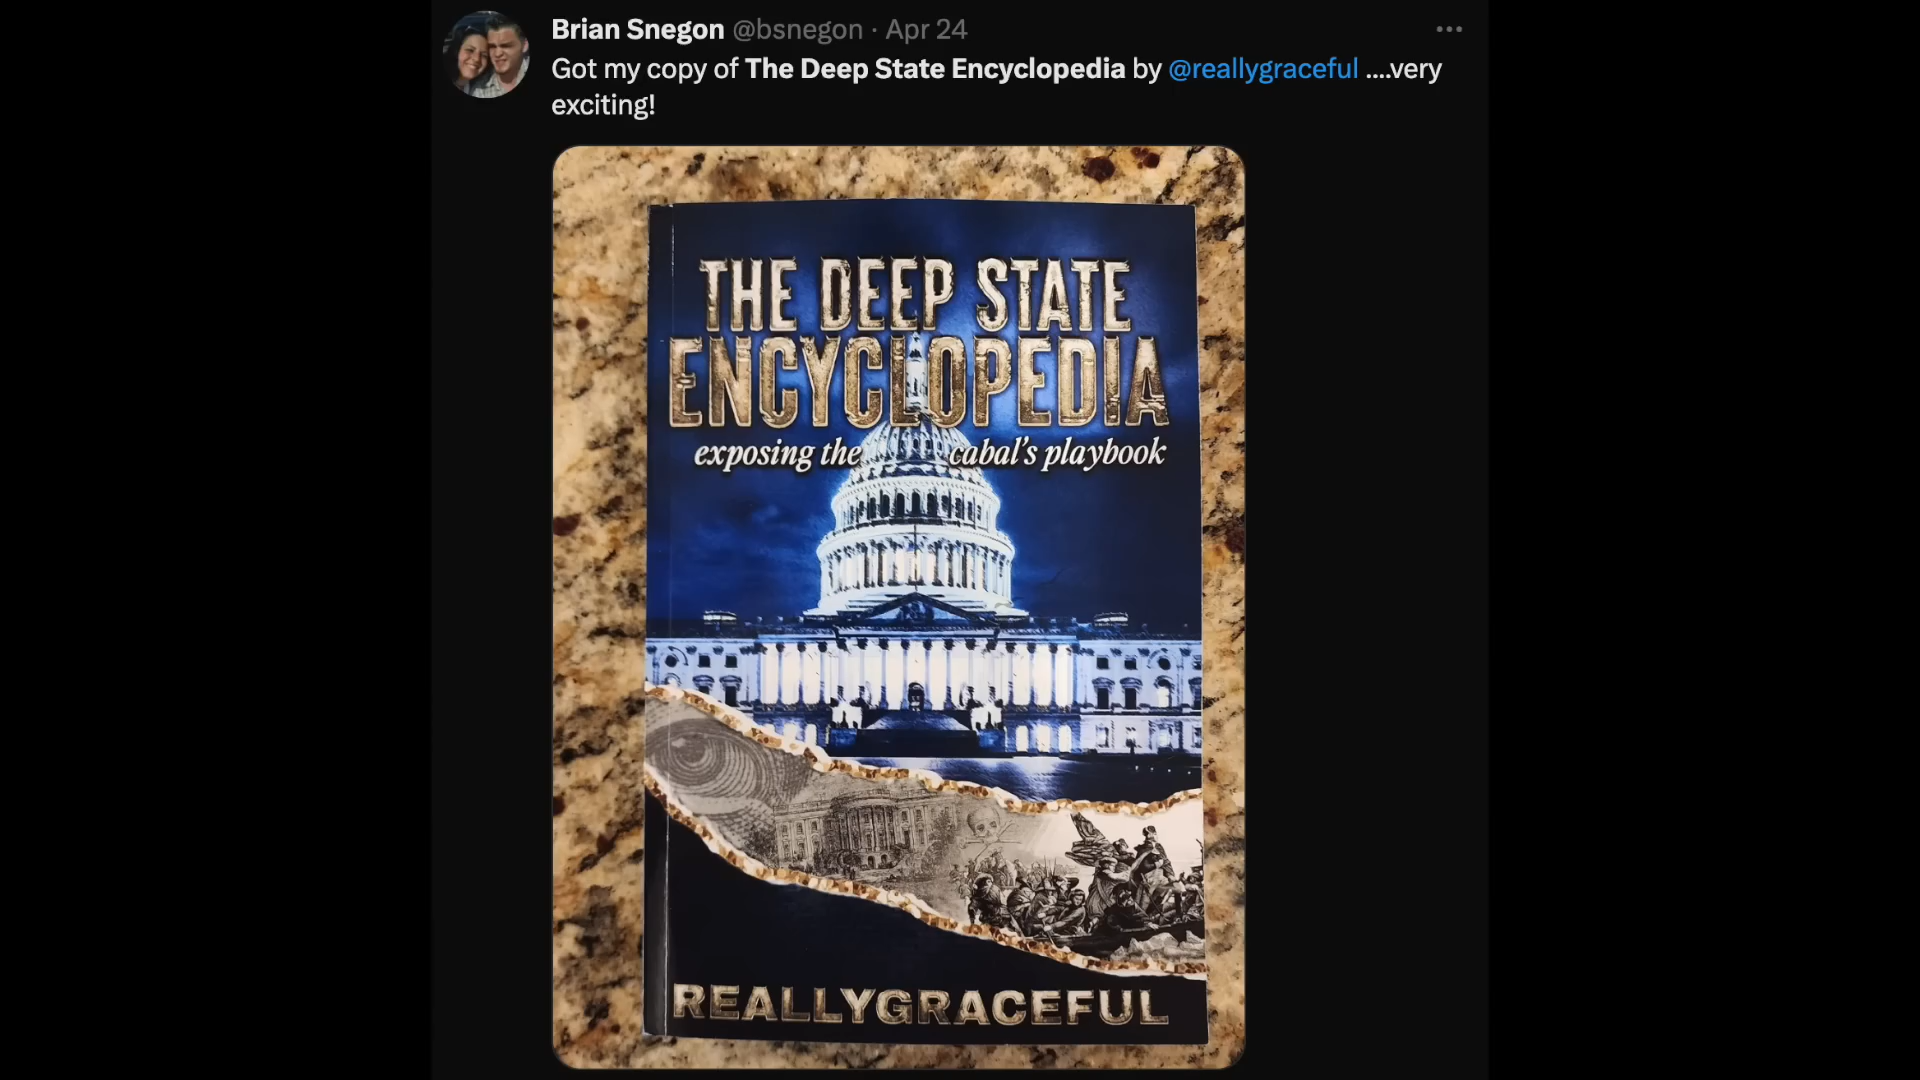 Brian Snegon @bsnegon · Apr 24
Got my copy of The Deep State Encyclopedia by @reallygraceful ....very
exciting!
THE DEEP STATE
ENCYCLOPEDIA
exposing the cabal's playbook
REALLYGRACEFUL